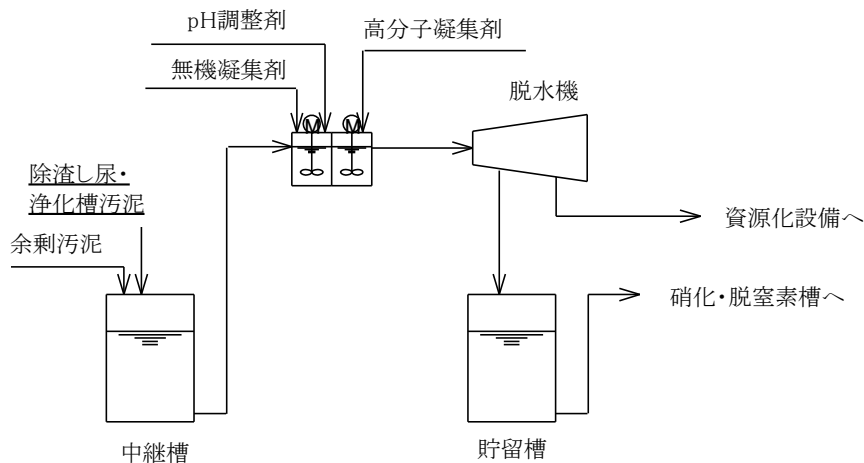 pH調整剤
高分子凝集剤
無機凝集剤
脱水機
M
M
除渣し尿・
浄化槽汚泥
余剰汚泥
資源化設備へ
硝化・脱窒素槽へ
中継槽
貯留槽